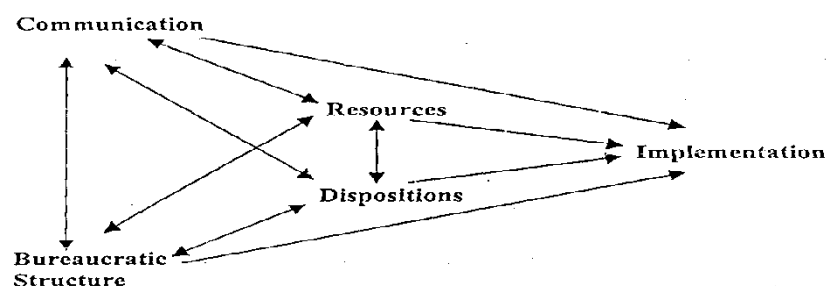 Communication
Resources
Implementation
Dispositions
Bureaucratic
Structure